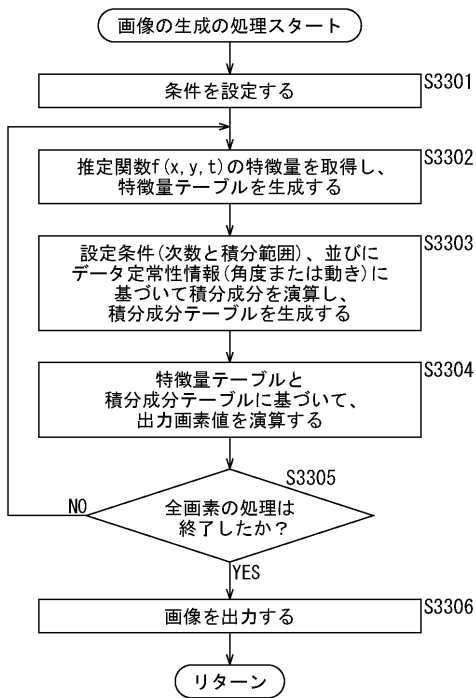 画像の生成の処理スタート
条件を設定する
S3301
推定関数f(x,y,t)の特徴量を取得し、
特徴量テーブルを生成する
S3302
設定条件(次数と積分範囲)、並びに
データ定常性情報(角度または動き)に
基づいて積分成分を演算し、
積分成分テーブルを生成する
S3303
特徴量テーブルと
積分成分テーブルに基づいて、
出力画素値を演算する
S3304
S3305
全画素の処理は
終了したか?
NO
YES
画像を出力する
S3306
リターン